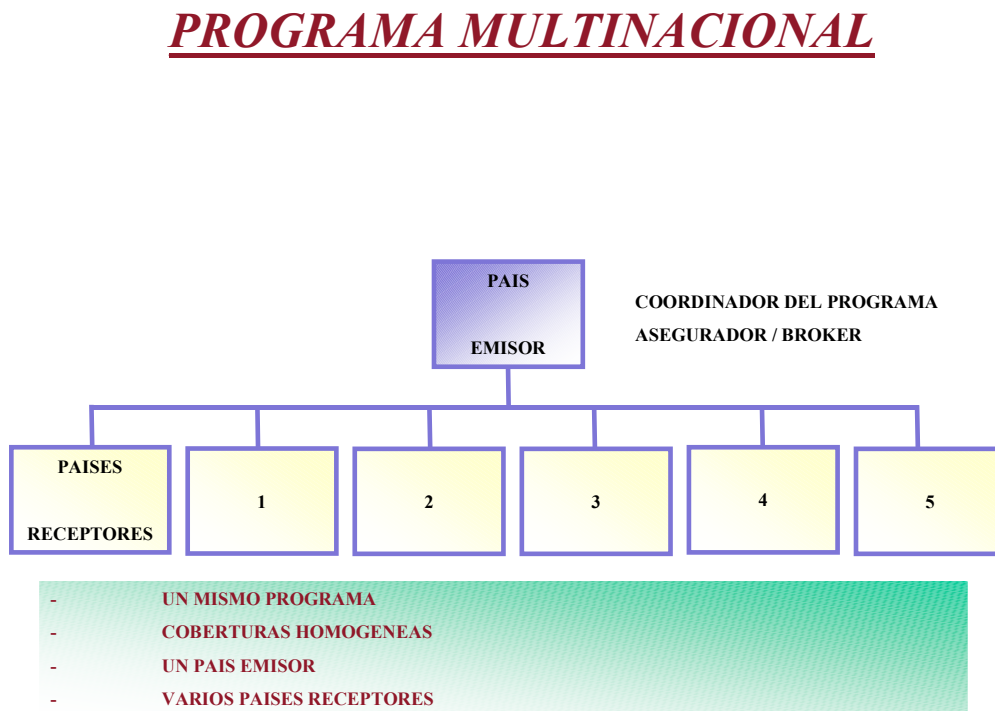 PROGRAMA MULTINACIONAL
PAIS
EMISOR
COORDINADOR DEL PROGRAMA
ASEGURADOR / BROKER
PAISES
RECEPTORES
1
2
3
4
5
- UN MISMO PROGRAMA
- COBERTURAS HOMOGENEAS
- UN PAIS EMISOR
- VARIOS PAISES RECEPTORES